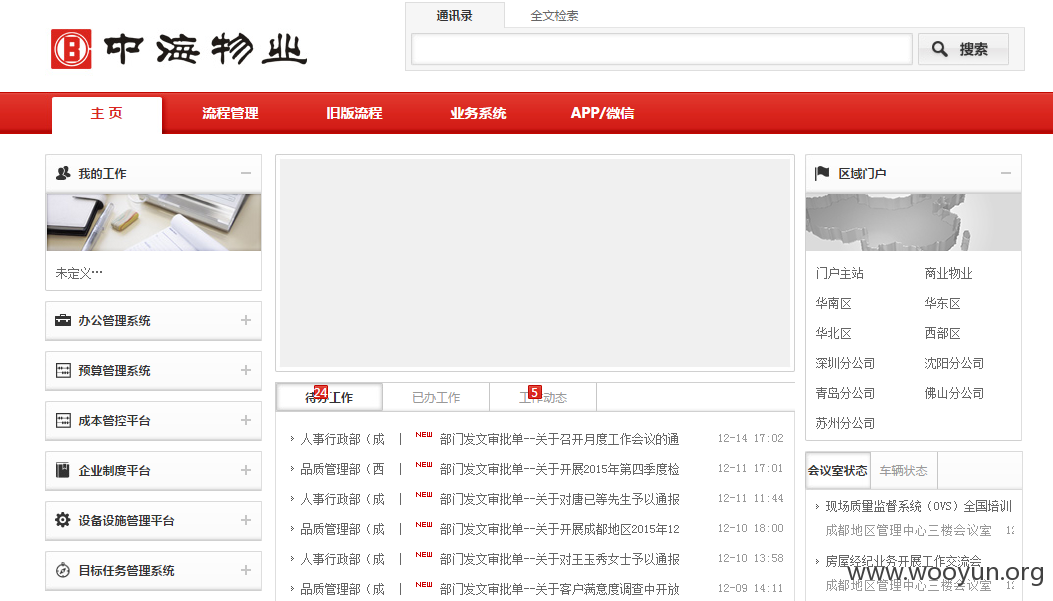 通讯录 全文检索
中海物业
搜索
主页 流程管理 旧版流程 业务系统 APP/微信
我的工作
未定义…
办公管理系统
预算管理系统
成本管控平台
企业制度平台
设备设施管理平台
目标任务管理系统
待办工作 24 已办工作 工作动态 5
人事行政部（成 | NEW 部门发文审批单--关于召开月度工作会议的通 12-14 17:02
品质管理部（西 | NEW 部门发文审批单--关于开展2015年第四季度检 12-11 17:01
人事行政部（成 | NEW 部门发文审批单--关于对唐已等先生予以通报 12-11 11:44
品质管理部（成 | NEW 部门发文审批单--关于开展成都地区2015年12 12-10 18:00
人事行政部（成 | NEW 部门发文审批单--关于对王玉秀女士予以通报 12-10 13:58
品质管理部（成 | NEW 部门发文审批单--关于客户满意度调查中开放 12-09 14:11
区域门户
门户主站 商业物业
华南区 华东区
华北区 西部区
深圳分公司 沈阳分公司
青岛分公司 佛山分公司
苏州分公司
会议室状态 车辆状态
现场质量监督系统（OVS）全国培训
成都地区管理中心三楼会议室 12
房屋经纪业务开展工作交流会
成都地区管理中心三楼会议室 12
www.wooyun.org